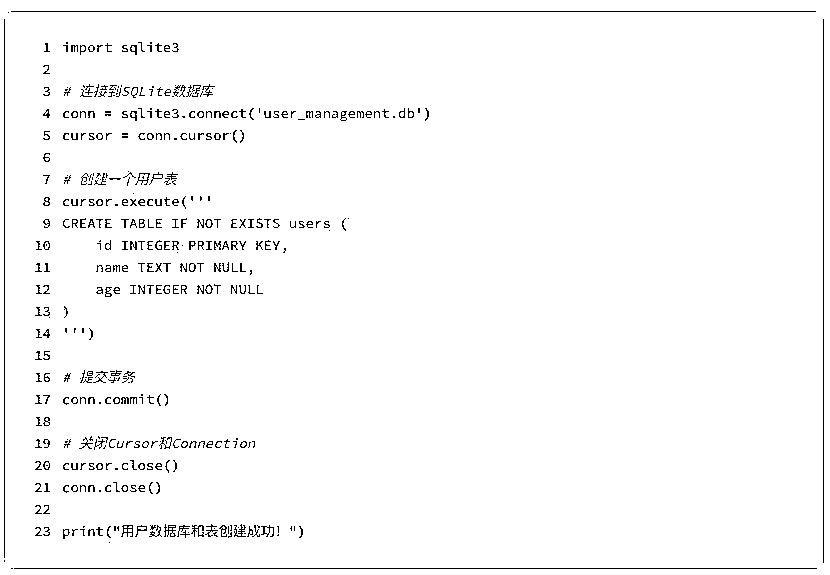 1 import sqlite3
2
3 # 连接到SQLite数据库
4 conn = sqlite3.connect('user_management.db')
5 cursor = conn.cursor()
6
7 # 创建一个用户表
8 cursor.execute('''
9 CREATE TABLE IF NOT EXISTS users (
10     id INTEGER PRIMARY KEY,
11     name TEXT NOT NULL,
12     age INTEGER NOT NULL
13 )
14 ''')
15
16 # 提交事务
17 conn.commit()
18
19 # 关闭Cursor和Connection
20 cursor.close()
21 conn.close()
22
23 print("用户数据库和表创建成功！")